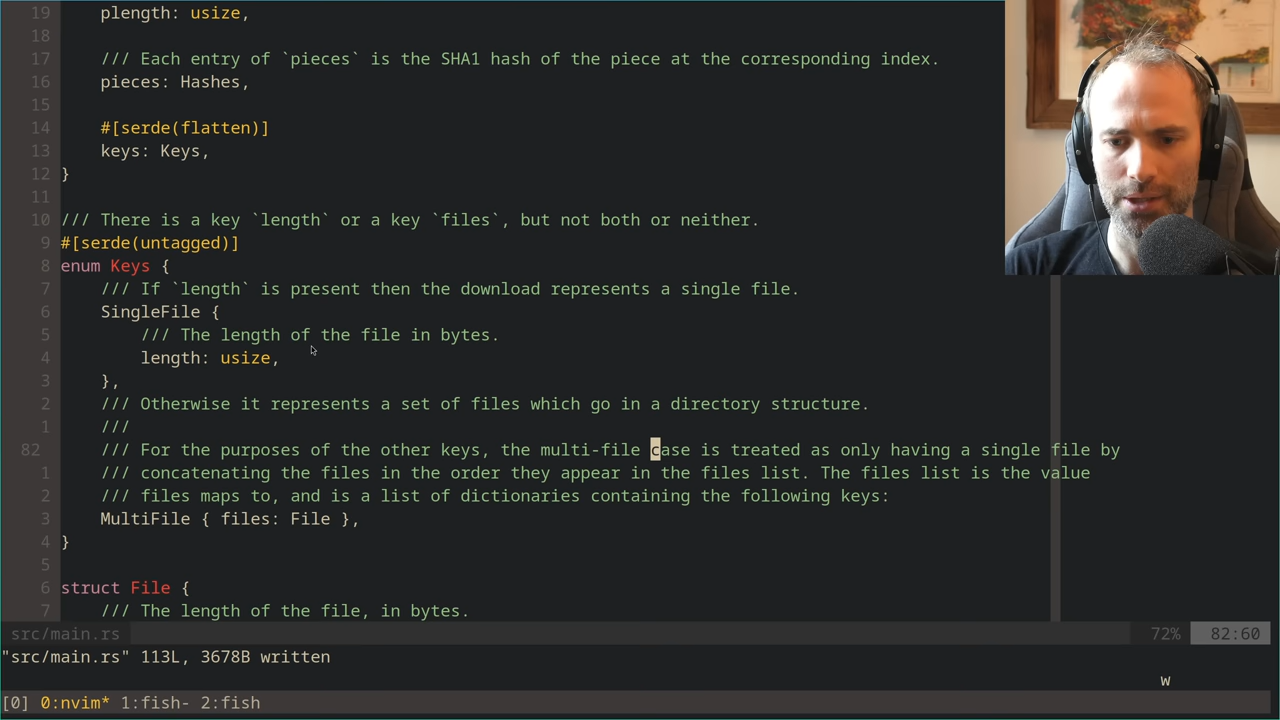 19 plength: usize,
18
17 /// Each entry of `pieces` is the SHA1 hash of the piece at the corresponding index.
16 pieces: Hashes,
15
14 #[serde(flatten)]
13 keys: Keys,
12 }
11
10 /// There is a key `length` or a key `files`, but not both or neither.
9 #[serde(untagged)]
8 enum Keys {
7 /// If `length` is present then the download represents a single file.
6 SingleFile {
5 /// The length of the file in bytes.
4 length: usize,
3 },
2 /// Otherwise it represents a set of files which go in a directory structure.
1 ///
82 /// For the purposes of the other keys, the multi-file case is treated as only having a single file by
1 /// concatenating the files in the order they appear in the files list. The files list is the value
2 /// files maps to, and is a list of dictionaries containing the following keys:
3 MultiFile { files: File },
4 }
5
6 struct File {
7 /// The length of the file, in bytes.
src/main.rs 72% 82:60
"src/main.rs" 113L, 3678B written
w
[0] 0:nvim* 1:fish- 2:fish